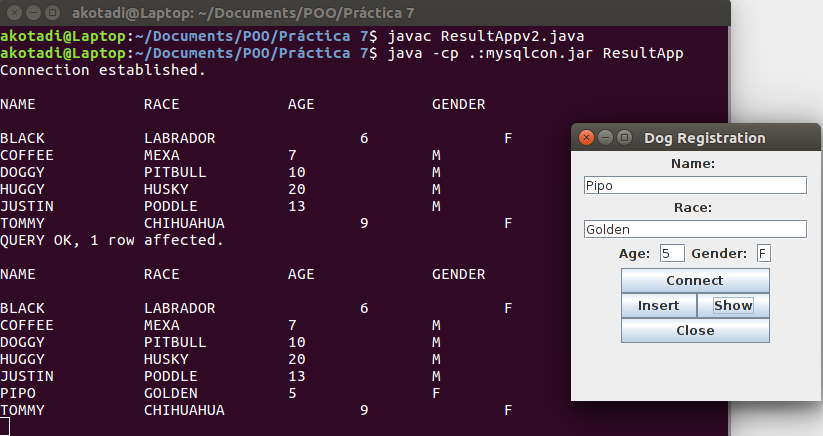 akotadi@Laptop: ~/Documents/POO/Práctica 7
akotadi@Laptop:~/Documents/POO/Práctica 7$ javac ResultAppv2.java
akotadi@Laptop:~/Documents/POO/Práctica 7$ java -cp .:mysqlcon.jar ResultApp
Connection established.
NAME RACE AGE GENDER
BLACK LABRADOR 6 F
COFFEE MEXA 7 M
DOGGY PITBULL 10 M
HUGGY HUSKY 20 M
JUSTIN PODDLE 13 M
TOMMY CHIHUAHUA 9 F
QUERY OK, 1 row affected.
NAME RACE AGE GENDER
BLACK LABRADOR 6 F
COFFEE MEXA 7 M
DOGGY PITBULL 10 M
HUGGY HUSKY 20 M
JUSTIN PODDLE 13 M
PIPO GOLDEN 5 F
TOMMY CHIHUAHUA 9 F
Dog Registration
Name:
Pipo
Race:
Golden
Age: 5 Gender: F
Connect
Insert Show
Close